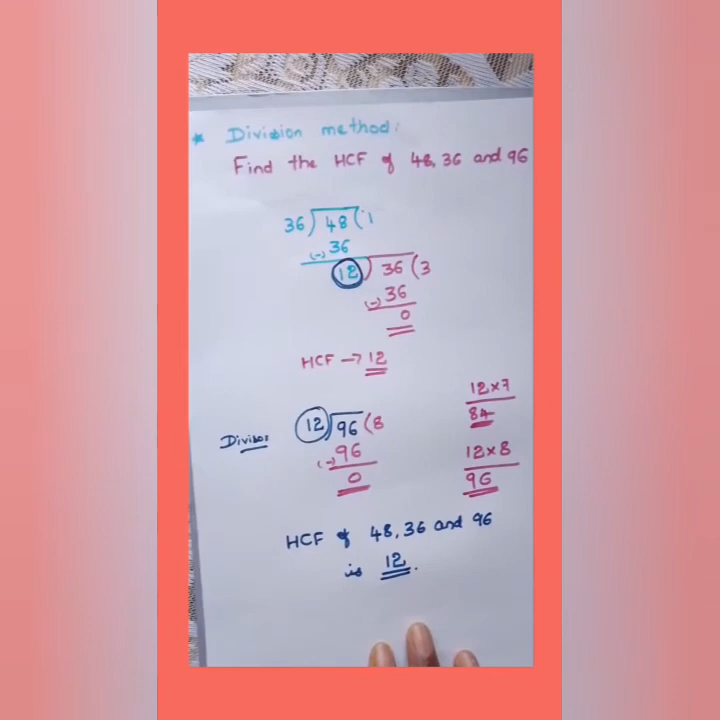 * Division method:
Find the HCF of 48, 36 and 96
36) 48 (1
(-) 36
12) 36 (3
(-) 36
0
HCF → 12
12×7
84
Divisor 12) 96 (8
(-) 96
0
12×8
96
HCF of 48, 36 and 96
is 12.